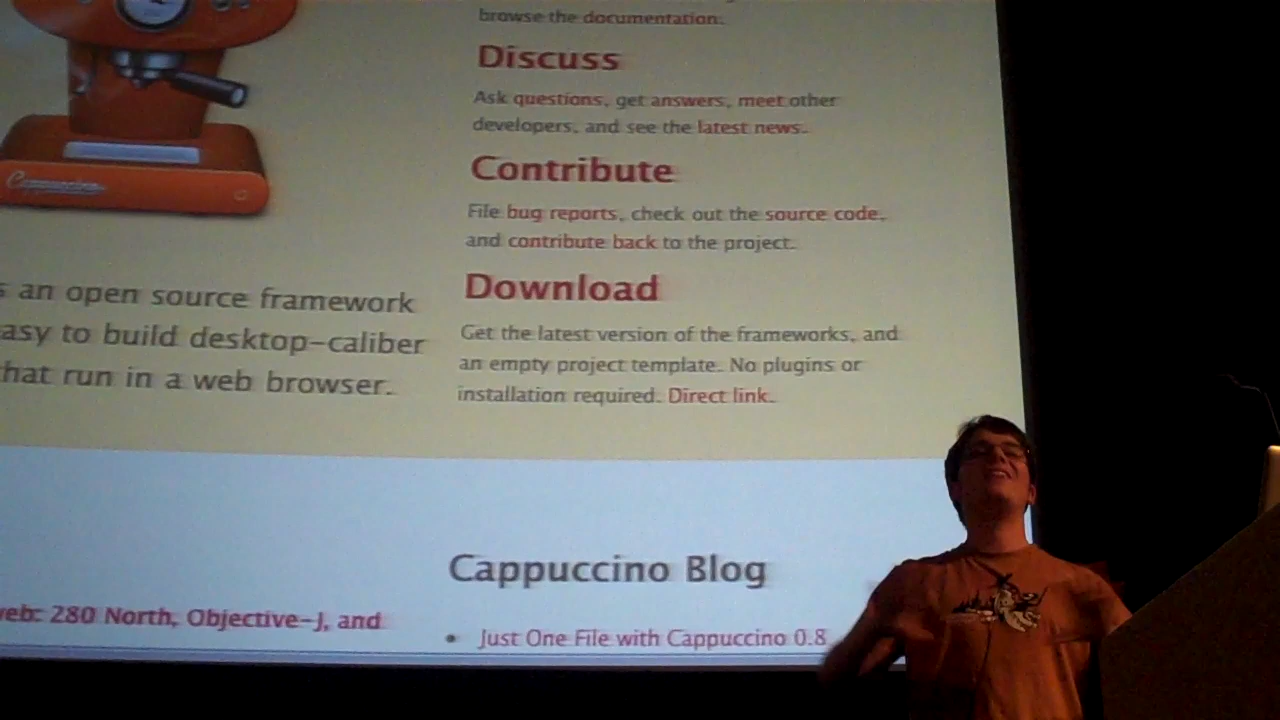 browse the documentation.
Discuss
Ask questions, get answers, meet other
developers, and see the latest news.
Contribute
File bug reports, check out the source code,
and contribute back to the project.
Download
Get the latest version of the frameworks, and
an empty project template. No plugins or
installation required. Direct link.
Cappuccino
s an open source framework
asy to build desktop-caliber
that run in a web browser.
Cappuccino Blog
web: 280 North, Objective-J, and
• Just One File with Cappuccino 0.8